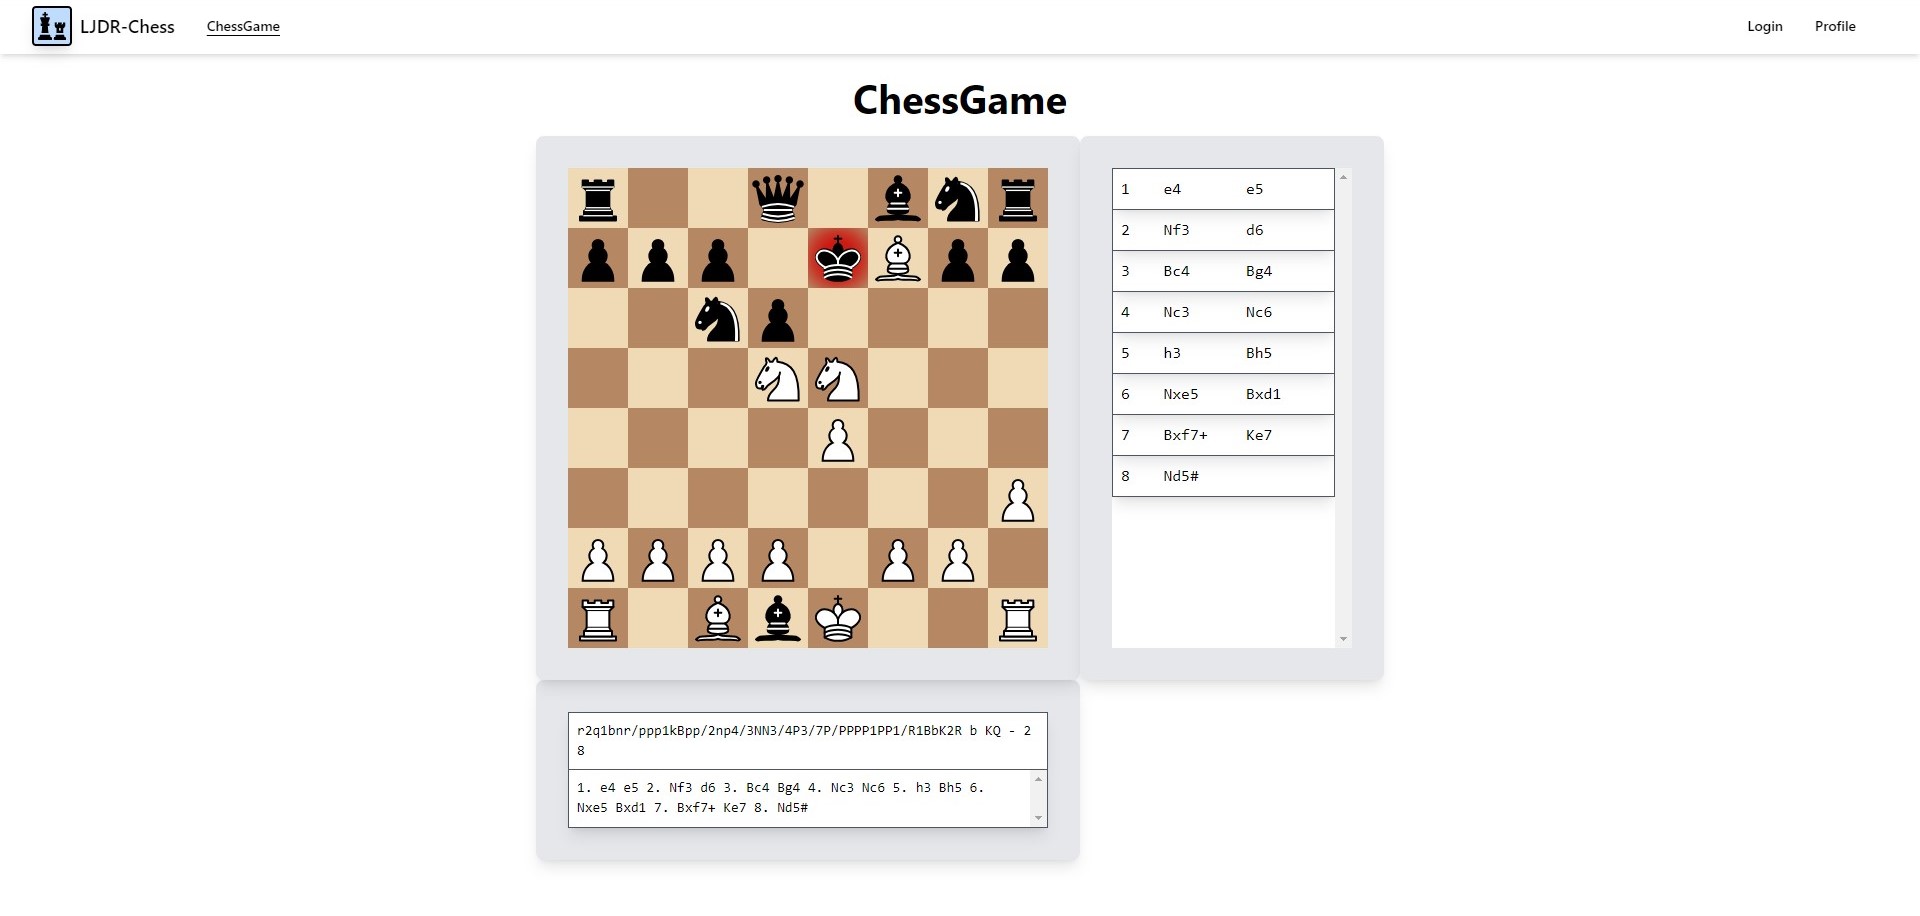 LJDR-Chess ChessGame Login Profile
ChessGame
1 e4 e5
2 Nf3 d6
3 Bc4 Bg4
4 Nc3 Nc6
5 h3 Bh5
6 Nxe5 Bxd1
7 Bxf7+ Ke7
8 Nd5#
r2q1bnr/ppp1kBpp/2np4/3NN3/4P3/7P/PPPP1PP1/R1BbK2R b KQ - 2
8
1. e4 e5 2. Nf3 d6 3. Bc4 Bg4 4. Nc3 Nc6 5. h3 Bh5 6.
Nxe5 Bxd1 7. Bxf7+ Ke7 8. Nd5#